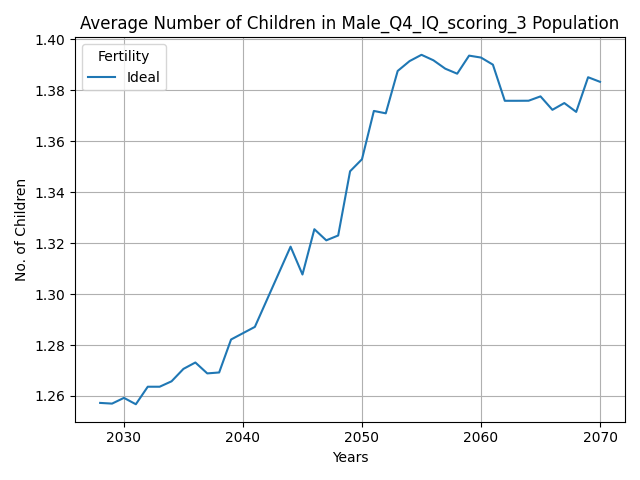 Average Number of Children in Male_Q4_IQ_scoring_3 Population
Fertility
Ideal
No. of Children
1.40
1.38
1.36
1.34
1.32
1.30
1.28
1.26
2030
2040
2050
2060
2070
Years